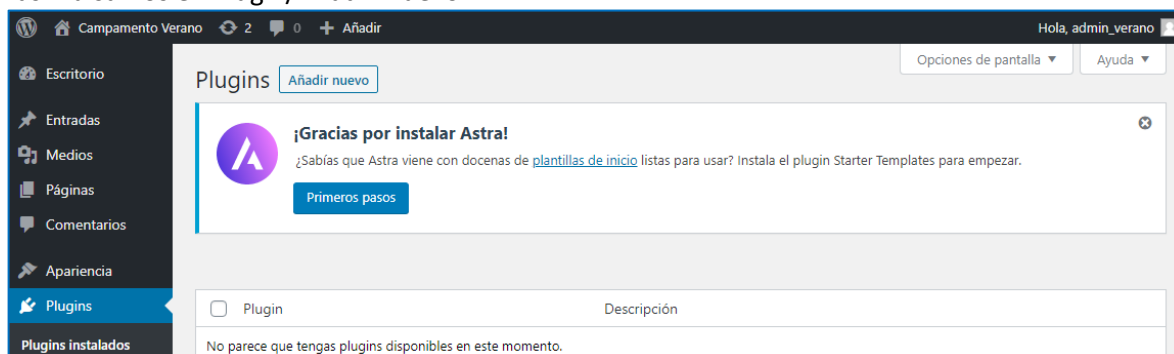 Campamento Verano 2 0 Añadir Hola, admin_verano
Opciones de pantalla Ayuda
Escritorio
Plugins Añadir nuevo
Entradas
¡Gracias por instalar Astra!
Medios
¿Sabías que Astra viene con docenas de plantillas de inicio listas para usar? Instala el plugin Starter Templates para empezar.
Páginas
Primeros pasos
Comentarios
Apariencia
Plugins
Plugin Descripción
Plugins instalados
No parece que tengas plugins disponibles en este momento.